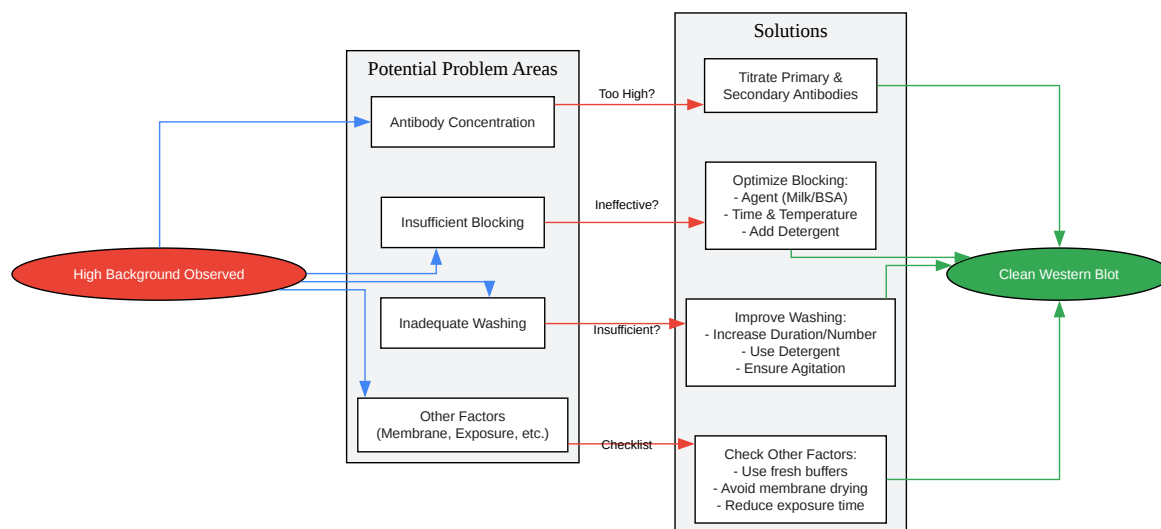 Solutions
Potential Problem Areas
Too High?
Titrate Primary &
Secondary Antibodies
Antibody Concentration
Optimize Blocking:
- Agent (Milk/BSA)
- Time & Temperature
- Add Detergent
Ineffective?
Insufficient Blocking
High Background Observed
Clean Western Blot
Inadequate Washing
Insufficient?
Improve Washing:
- Increase Duration/Number
- Use Detergent
- Ensure Agitation
Other Factors
(Membrane, Exposure, etc.)
Checklist
Check Other Factors:
- Use fresh buffers
- Avoid membrane drying
- Reduce exposure time